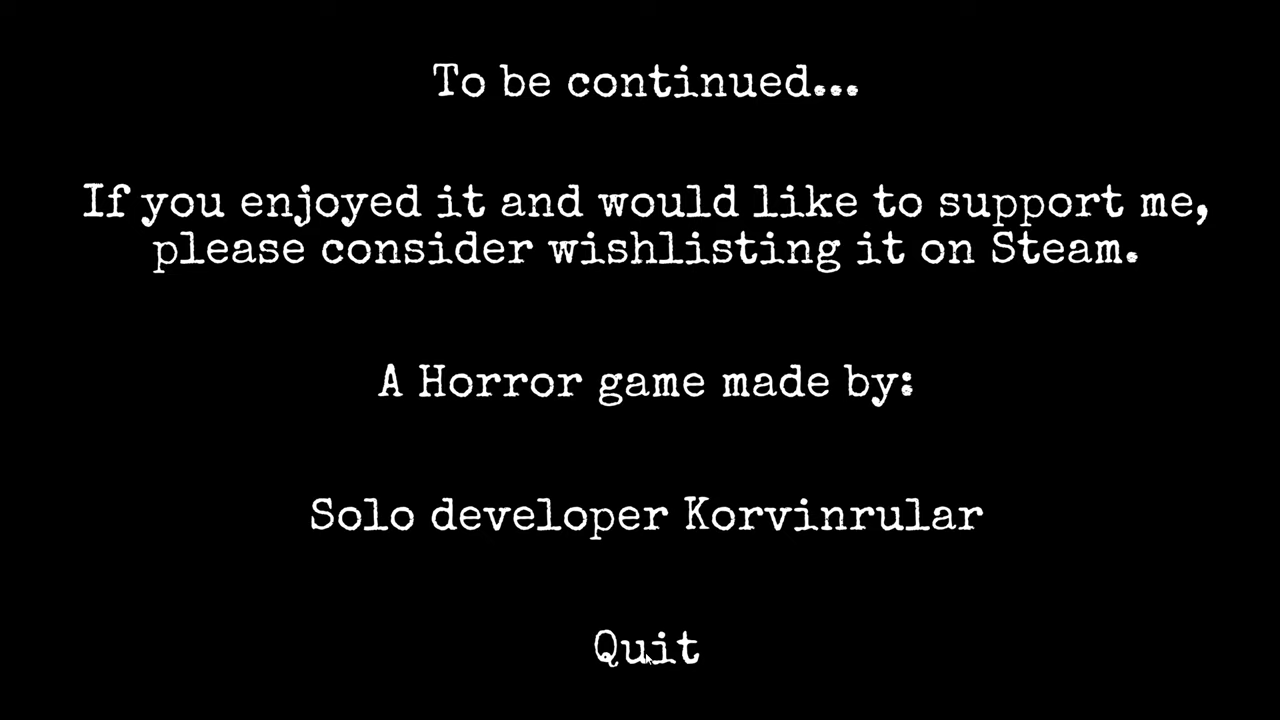 To be continued...
If you enjoyed it and would like to support me,
please consider wishlisting it on Steam.
A Horror game made by:
Solo developer Korvinrular
Quit